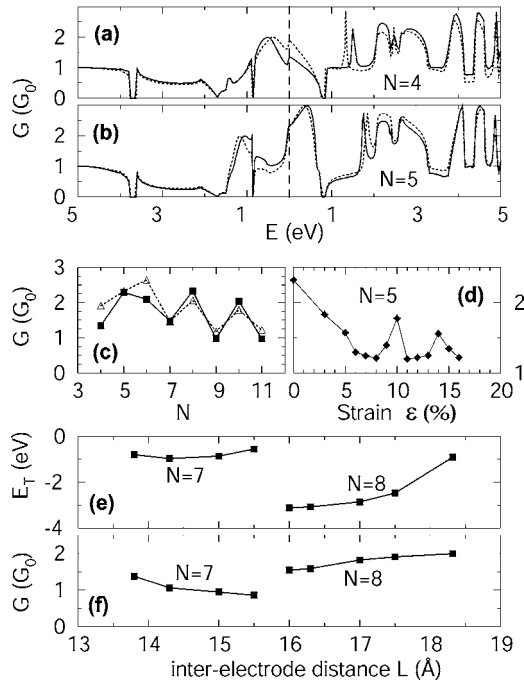 (a)
N=4
(b)
N=5
G (G0)
2
1
0
2
1
0
5 3 1 1 3 5
E (eV)
3
2
1
0
G (G0)
(c)
3 5 7 9 11
N
N=5
(d)
2
1
0 5 10 15 20
Strain ε (%)
0
-2
-4
ET (eV)
N=7
N=8
(e)
2
1
0
G (G0)
N=7
N=8
(f)
13 14 15 16 17 18 19
inter-electrode distance L (Å)